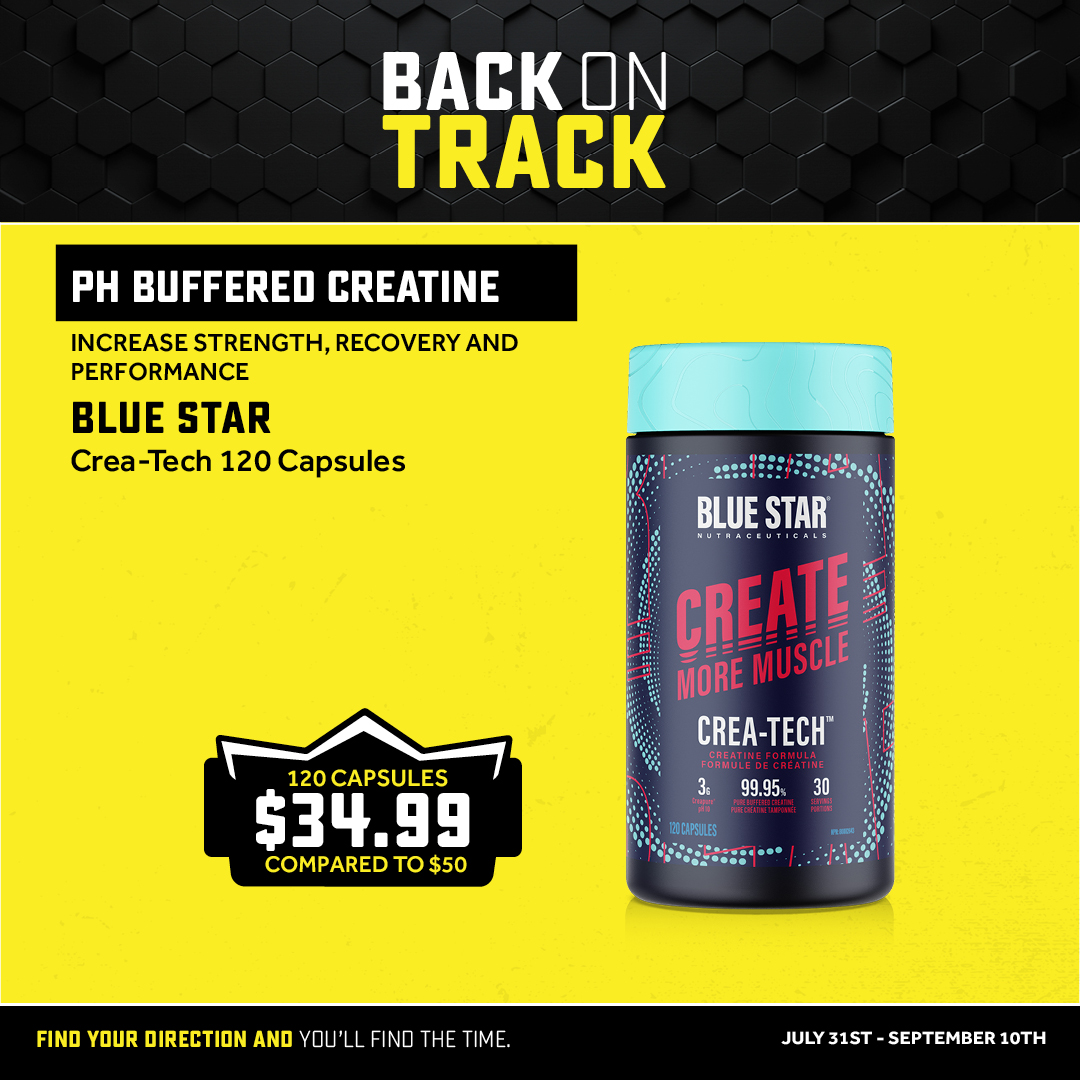 BACK ON
TRACK
PH BUFFERED CREATINE
INCREASE STRENGTH, RECOVERY AND
PERFORMANCE
BLUE STAR
Crea-Tech 120 Capsules
120 CAPSULES
$34.99
COMPARED TO $50
BLUE STAR®
NUTRACEUTICALS
CREATE
MORE MUSCLE
CREA-TECH™
CREATINE FORMULA
FORMULE DE CRÉATINE
3G 99.95% 30
Creapure PURE BUFFERED CREATINE SERVINGS
pH 10 PURE CRÉATINE TAMPONNÉE PORTIONS
120 CAPSULES
FIND YOUR DIRECTION AND YOU'LL FIND THE TIME.
JULY 31ST - SEPTEMBER 10TH